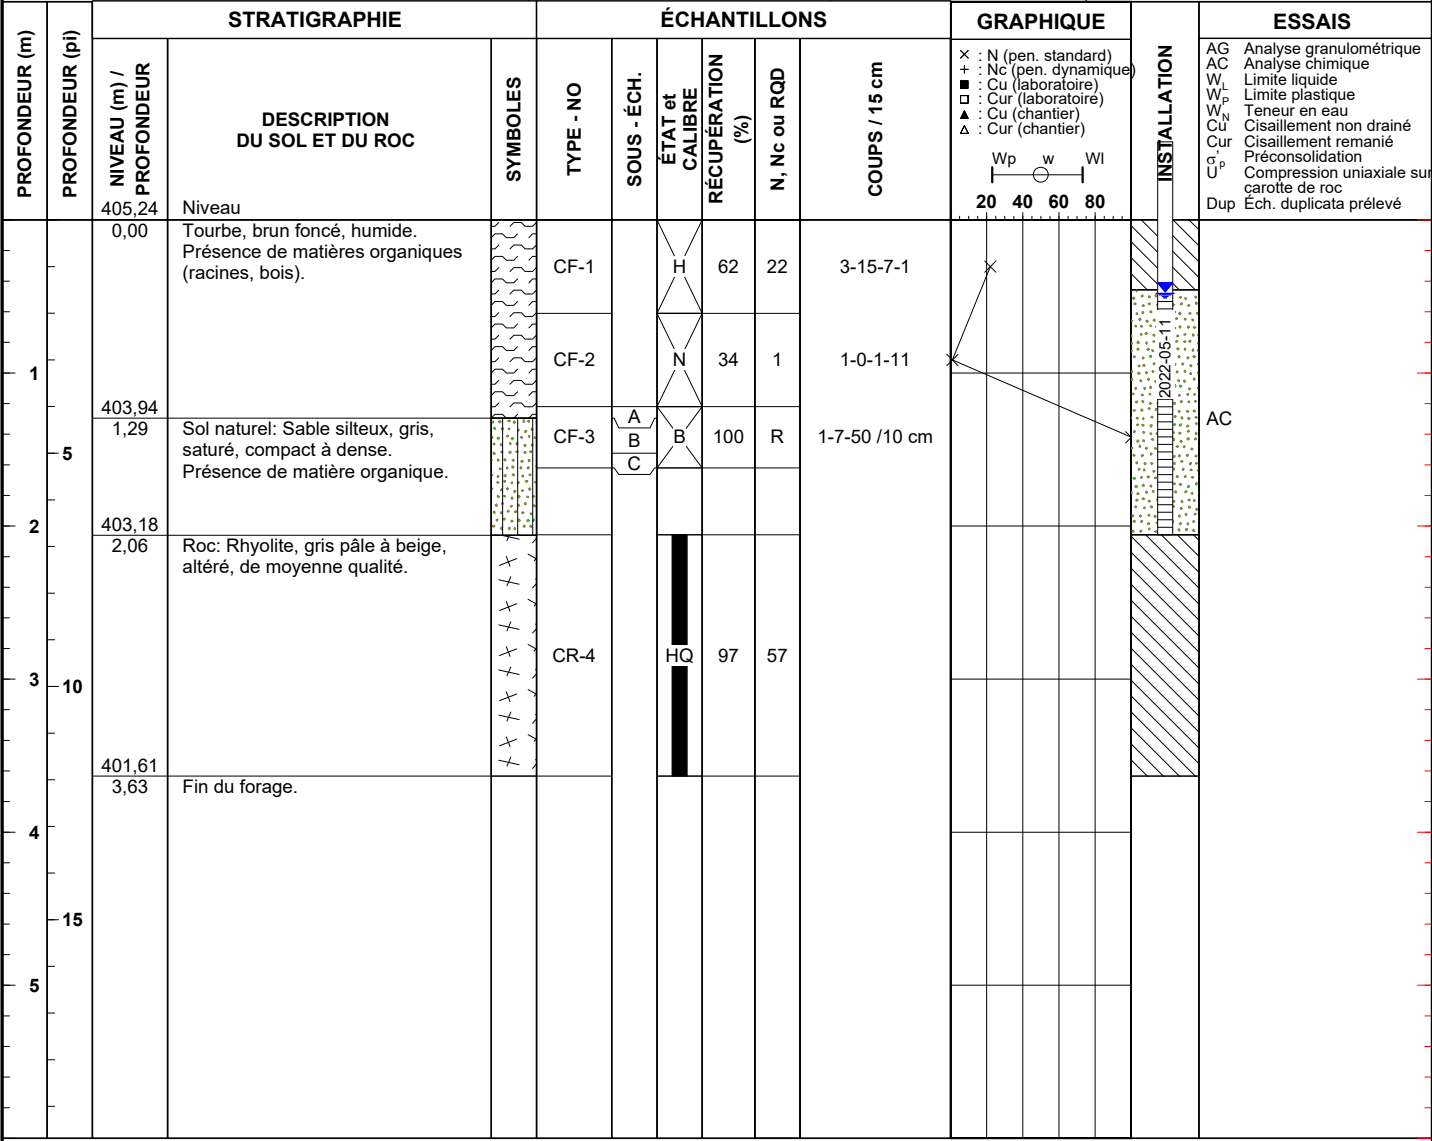 STRATIGRAPHIE
ÉCHANTILLONS
GRAPHIQUE
ESSAIS
PROFONDEUR (m)
PROFONDEUR (pi)
NIVEAU (m) /
PROFONDEUR
DESCRIPTION
DU SOL ET DU ROC
SYMBOLES
TYPE - NO
SOUS - ÉCH.
ÉTAT et
CALIBRE
RÉCUPÉRATION
(%)
N, Nc ou RQD
COUPS / 15 cm
× : N (pen. standard)
+ : Nc (pen. dynamique)
■ : Cu (laboratoire)
□ : Cur (laboratoire)
▲ : Cu (chantier)
△ : Cur (chantier)
Wp w Wl
20 40 60 80
INSTALLATION
AG Analyse granulométrique
AC Analyse chimique
WL Limite liquide
WP Limite plastique
WN Teneur en eau
Cu Cisaillement non drainé
Cur Cisaillement remanié
σ'p Préconsolidation
U Compression uniaxiale sur
carotte de roc
Dup Éch. duplicata prélevé
405,24 Niveau
0,00 Tourbe, brun foncé, humide.
Présence de matières organiques
(racines, bois).
CF-1 H 62 22 3-15-7-1
CF-2 N 34 1 1-0-1-11
2022-05-11
1
403,94
1,29 Sol naturel: Sable silteux, gris,
saturé, compact à dense.
Présence de matière organique.
A
B
C
CF-3 B 100 R 1-7-50 /10 cm
AC
5
2
403,18
2,06 Roc: Rhyolite, gris pâle à beige,
altéré, de moyenne qualité.
CR-4 HQ 97 57
3
10
401,61
3,63 Fin du forage.
4
15
5